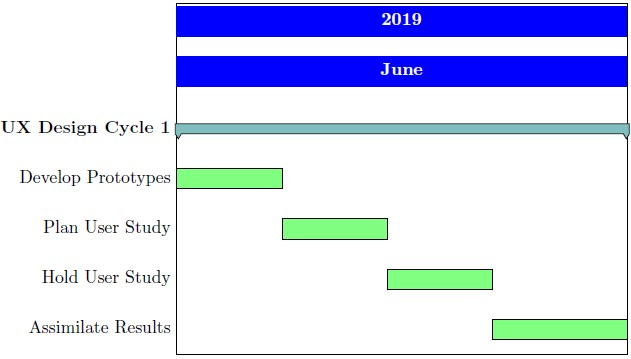 2019
June
UX Design Cycle 1
Develop Prototypes
Plan User Study
Hold User Study
Assimilate Results